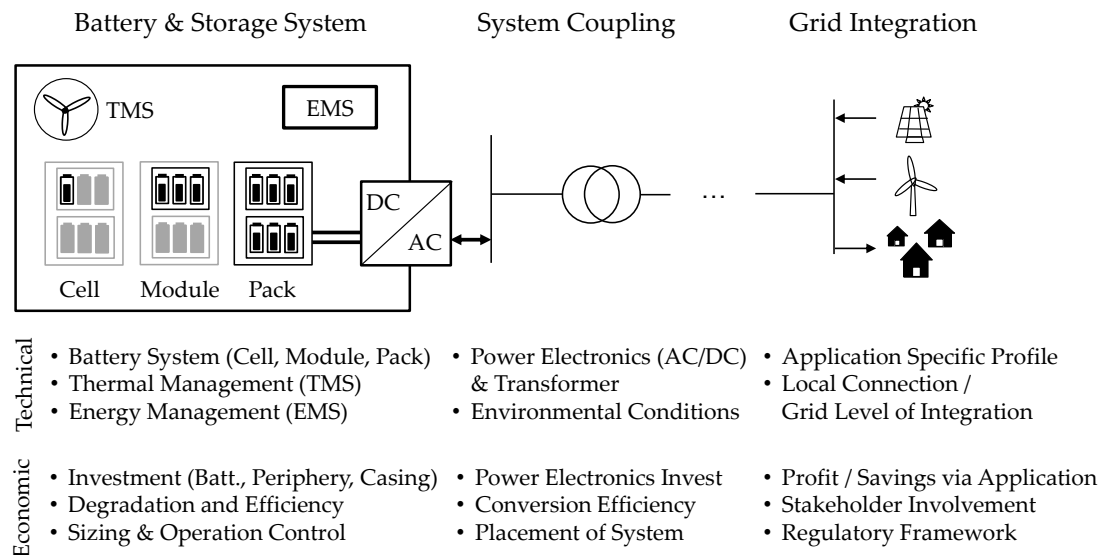 Battery & Storage System
System Coupling
Grid Integration
TMS
EMS
DC
AC
...
Cell
Module
Pack
Technical
• Battery System (Cell, Module, Pack)
• Thermal Management (TMS)
• Energy Management (EMS)
• Power Electronics (AC/DC)
& Transformer
• Environmental Conditions
• Application Specific Profile
• Local Connection /
Grid Level of Integration
Economic
• Investment (Batt., Periphery, Casing)
• Degradation and Efficiency
• Sizing & Operation Control
• Power Electronics Invest
• Conversion Efficiency
• Placement of System
• Profit / Savings via Application
• Stakeholder Involvement
• Regulatory Framework